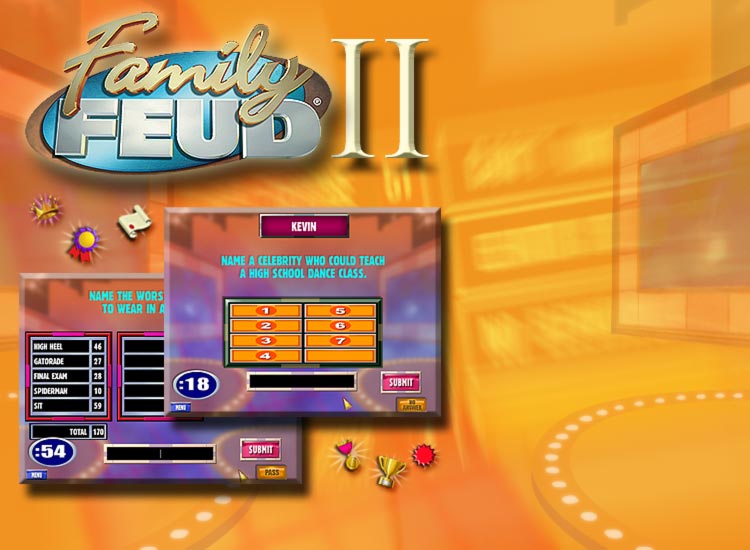 Family
FEUD®
II
KEVIN
NAME A CELEBRITY WHO COULD TEACH
A HIGH SCHOOL DANCE CLASS.
1
5
2
6
3
7
4
:18
SUBMIT
MENU
NO
ANSWER
NAME THE WORS
TO WEAR IN A
HIGH HEEL 46
GATORADE 27
FINAL EXAM 28
SPIDERMAN 10
SIT 59
TOTAL 170
:54
SUBMIT
MENU
PASS